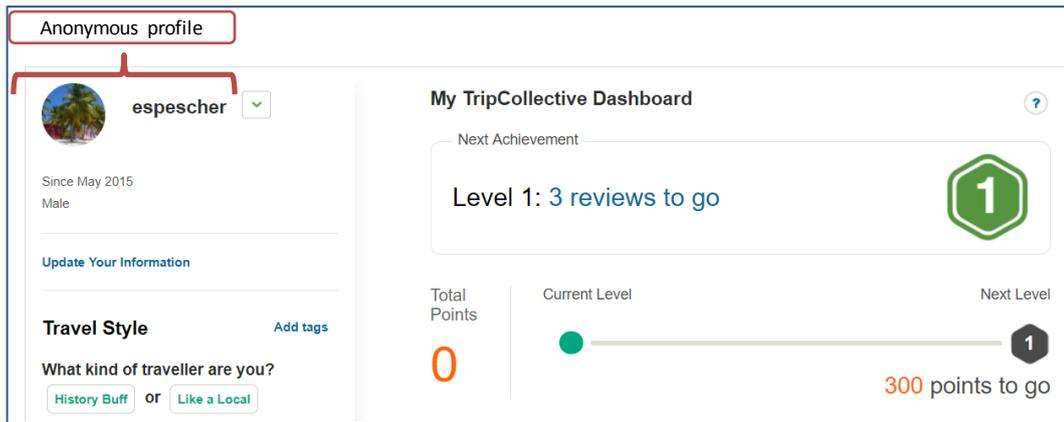 Anonymous profile
espescher
Since May 2015
Male
Update Your Information
Travel Style
Add tags
What kind of traveller are you?
History Buff or Like a Local
My TripCollective Dashboard
?
Next Achievement
Level 1: 3 reviews to go
1
Total
Points
0
Current Level
Next Level
1
300 points to go